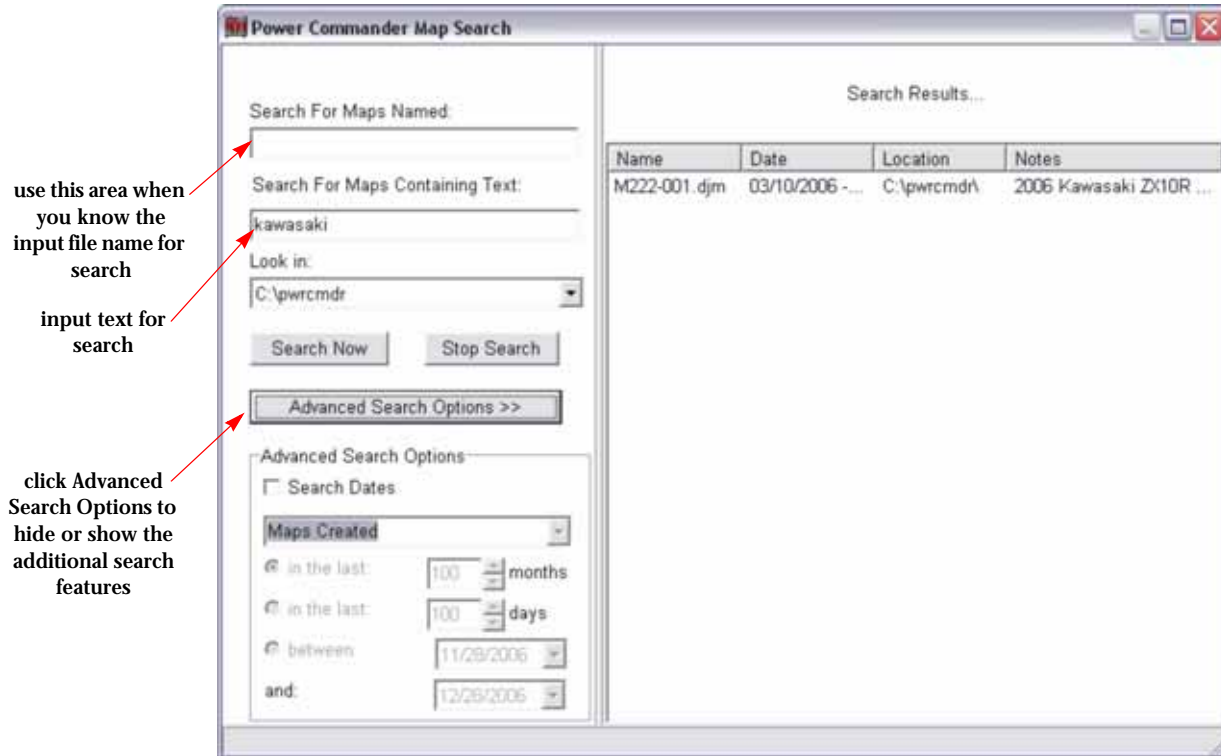 Power Commander Map Search
Search For Maps Named:
use this area when
you know the
input file name for
search
Search For Maps Containing Text:
kawasaki
input text for
search
Look in:
C:\pwrcmdr
Search Now Stop Search
Advanced Search Options >>
click Advanced
Search Options to
hide or show the
additional search
features
Advanced Search Options
Search Dates
Maps Created
in the last: 100 months
in the last: 100 days
between 11/28/2006
and: 12/28/2006
Search Results...
Name Date Location Notes
M222-001.djm 03/10/2006 -... C:\pwrcmdr\ 2006 Kawasaki ZX10R ...